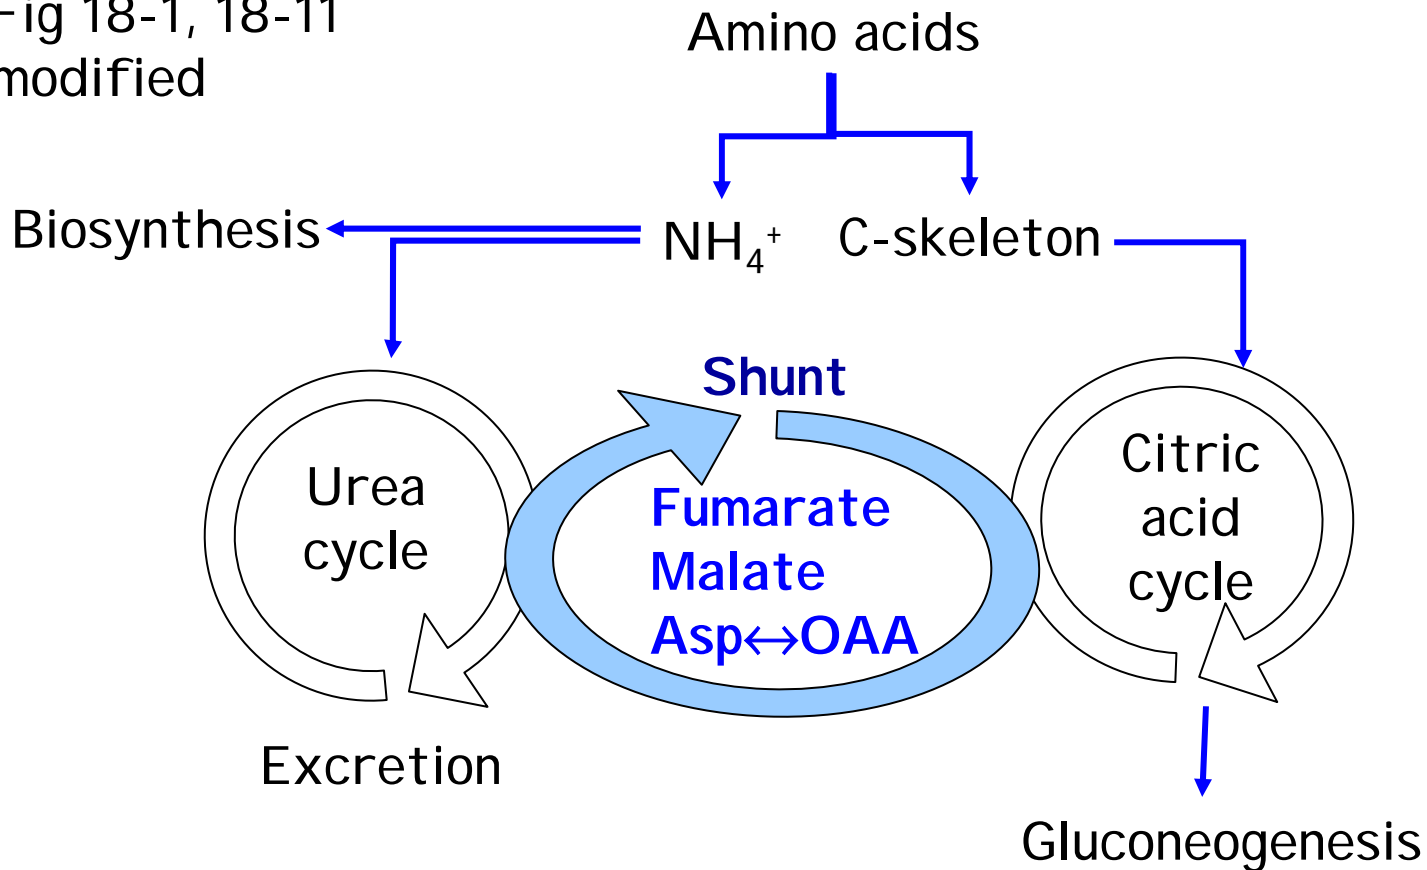 Fig 18-1, 18-11
modified
Amino acids
Biosynthesis
NH₄⁺
C-skeleton
Shunt
Urea
cycle
Fumarate
Malate
Asp↔OAA
Citric
acid
cycle
Excretion
Gluconeogenesis